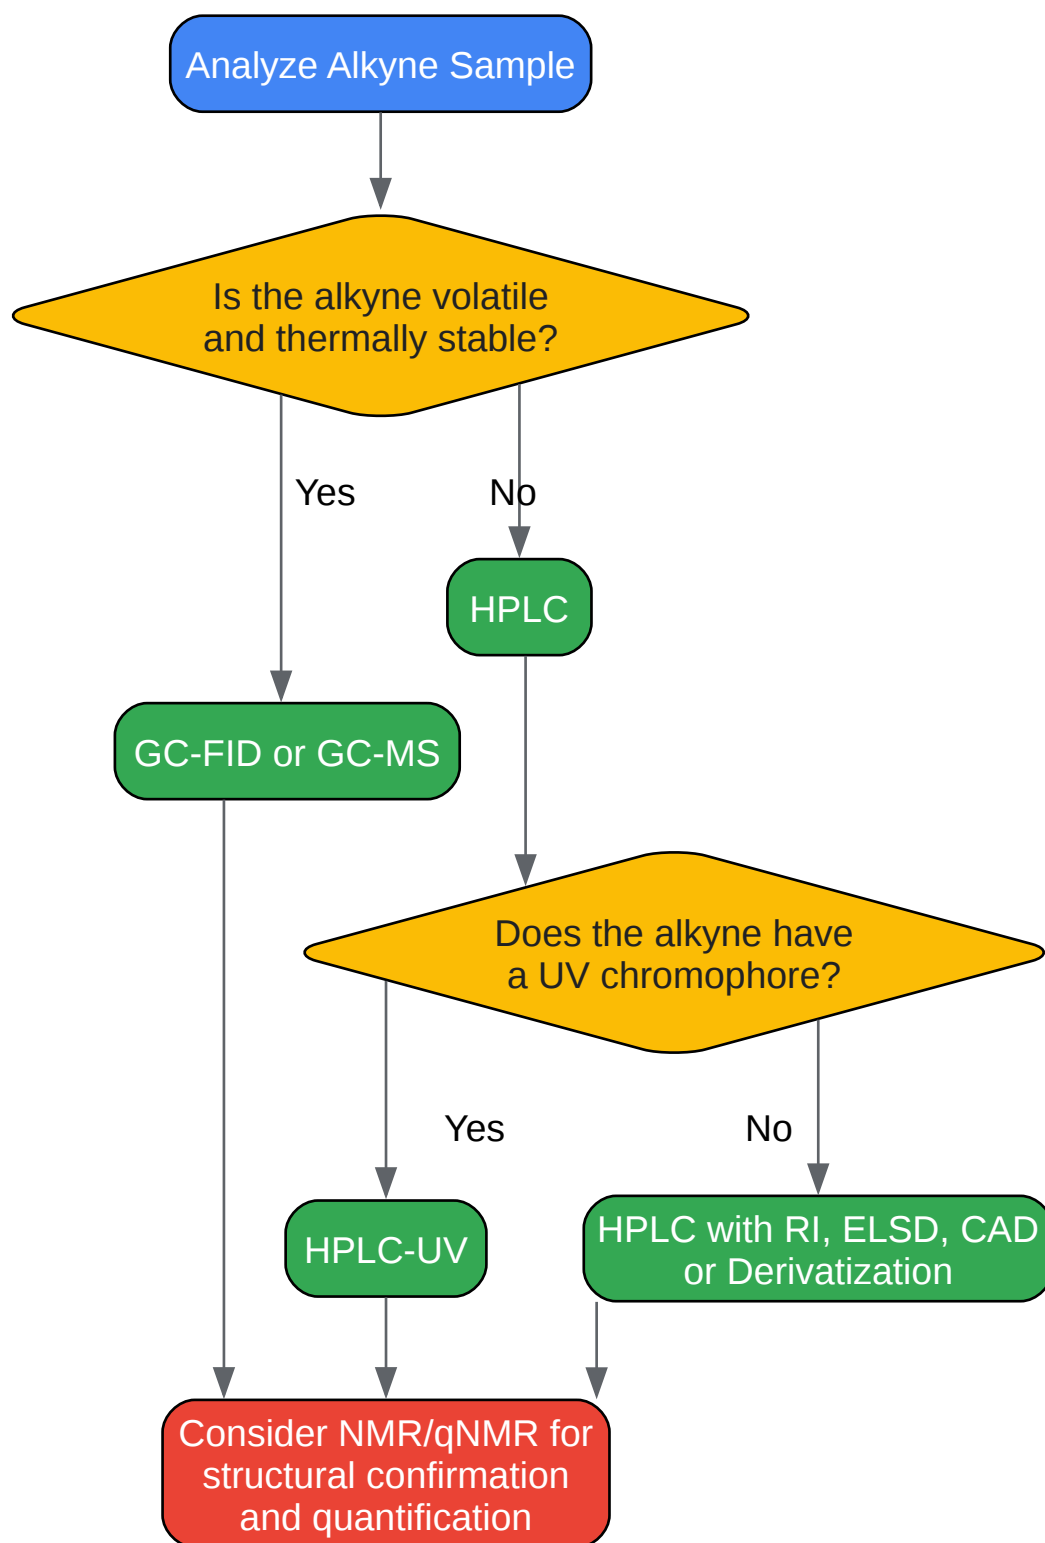 Analyze Alkyne Sample
Is the alkyne volatile
and thermally stable?
Yes
No
HPLC
GC-FID or GC-MS
Does the alkyne have
a UV chromophore?
Yes
No
HPLC-UV
HPLC with RI, ELSD, CAD
or Derivatization
Consider NMR/qNMR for
structural confirmation
and quantification